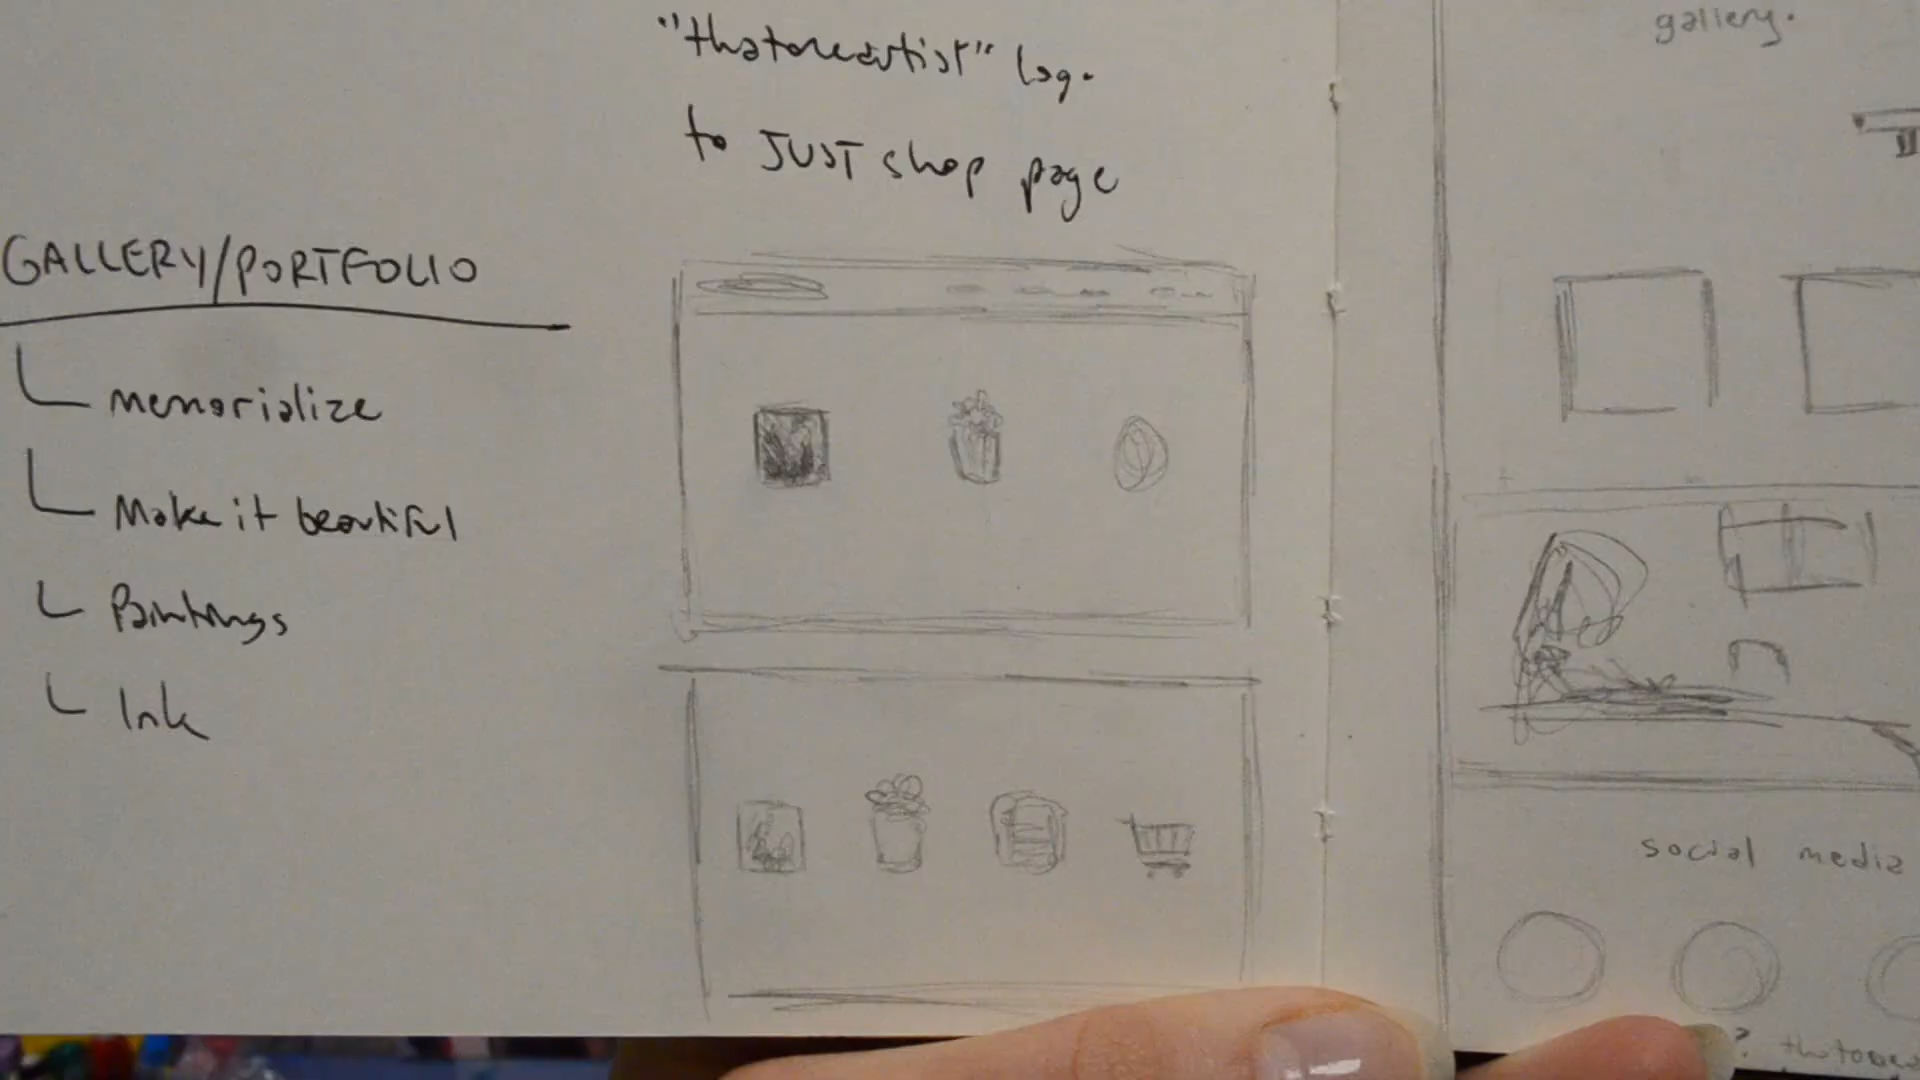 "thatoneartist" logo
to JUST shop page
GALLERY/PORTFOLIO
memorialize
Make it beautiful
Paintings
Ink
gallery.
social media
?